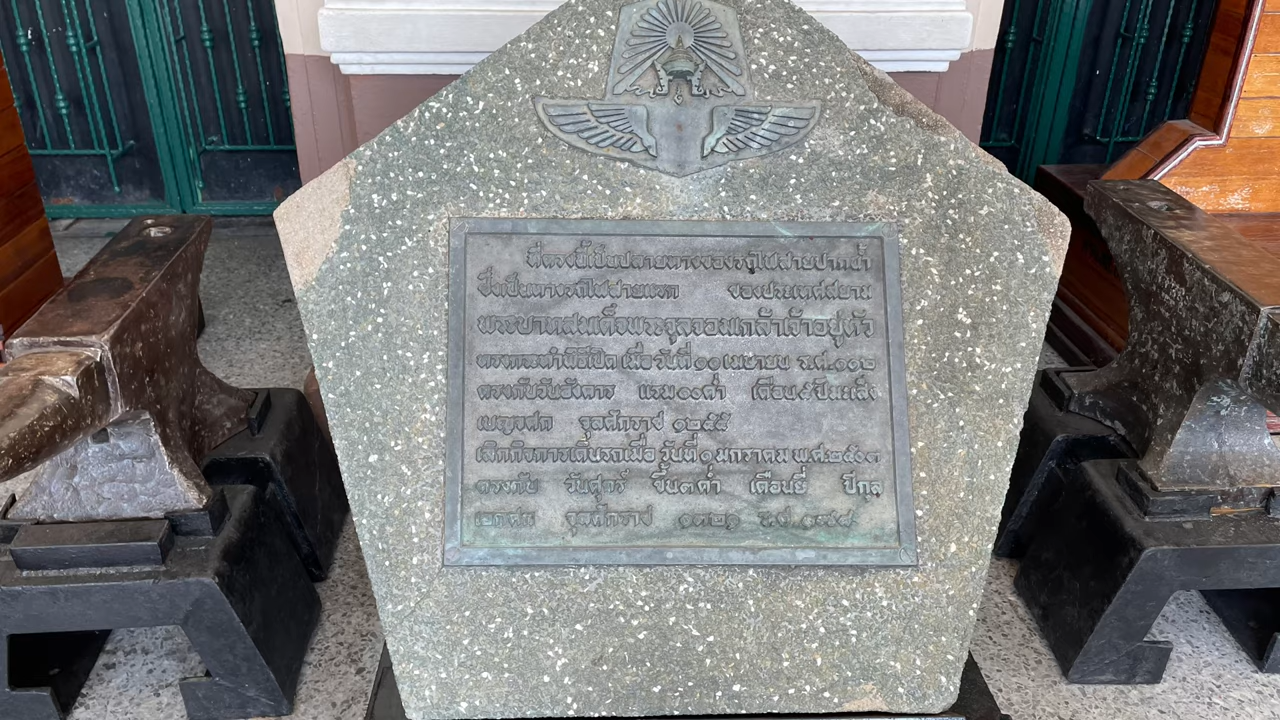 ที่ตรงนี้เป็นปลายทางของรถไฟสายปากน้ำ
ซึ่งเป็นทางรถไฟสายแรก ของประเทศสยาม
พระบาทสมเด็จพระจุลจอมเกล้าเจ้าอยู่หัว
ทรงกระทำพิธีเปิด เมื่อ วันที่ ๑๑ เมษายน ร.ศ.๑๑๒
ตรงกับวันอังคาร แรม ๑๐ ค่ำ เดือน ๕ ปีมะเส็ง
เบญจศก จุลศักราช ๑๒๕๕
เลิกกิจการเดินรถเมื่อ วันที่ ๑ มกราคม พ.ศ.๒๕๐๓
ตรงกับ วันศุกร์ ขึ้น ๓ ค่ำ เดือนยี่ ปีกุล
เอกศก จุลศักราช ๑๓๒๑ ร.ศ. ๑๗๘